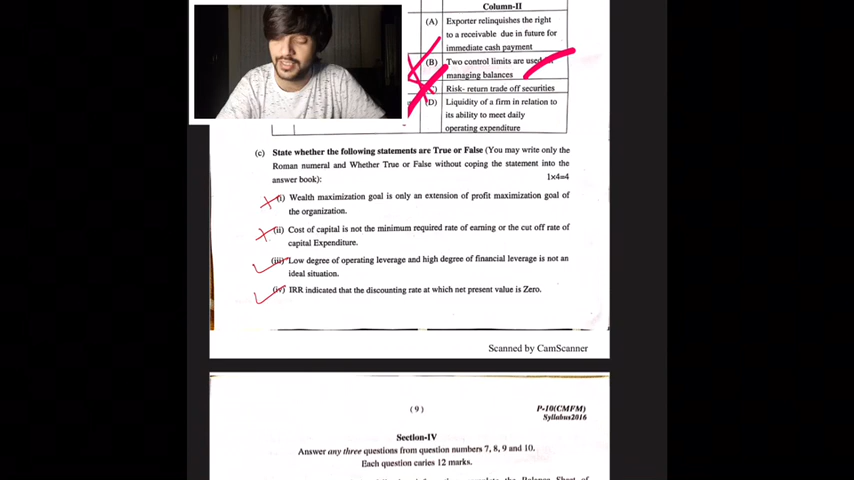 Column-II
(A) Exporter relinquishes the right
to a receivable due in future for
immediate cash payment
(B) Two control limits are used
managing balances
Risk- return trade off securities
(D) Liquidity of a firm in relation to
its ability to meet daily
operating expenditure
(c) State whether the following statements are True or False (You may write only the
Roman numeral and Whether True or False without coping the statement into the
answer book): 1x4=4
(i) Wealth maximization goal is only an extension of profit maximization goal of
the organization.
(ii) Cost of capital is not the minimum required rate of earning or the cut off rate of
capital Expenditure.
(iii) Low degree of operating leverage and high degree of financial leverage is not an
ideal situation.
(iv) IRR indicated that the discounting rate at which net present value is Zero.
Scanned by CamScanner
(9) P-10(CMFM)
Syllabus2016
Section-IV
Answer any three questions from question numbers 7, 8, 9 and 10.
Each question caries 12 marks.